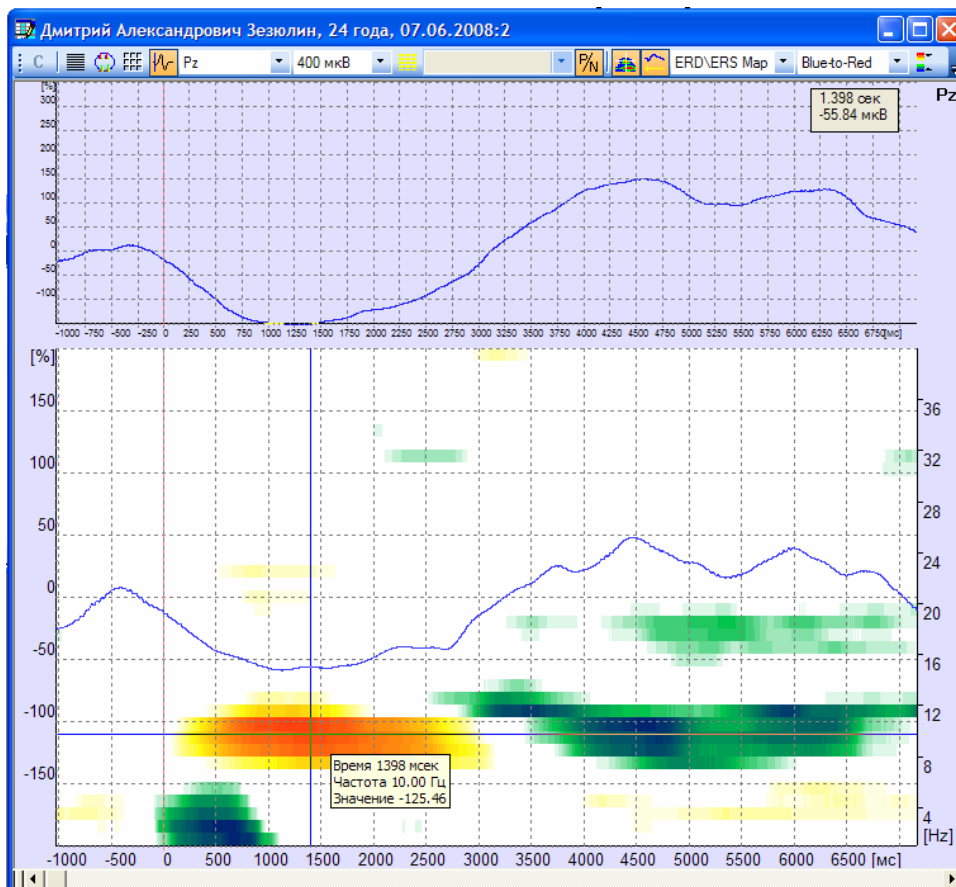 Дмитрий Александрович Зезюлин, 24 года, 07.06.2008:2
C Pz 400 мкВ P/N ERD\ERS Map Blue-to-Red
[%]
300
250
200
150
100
50
0
-50
-100
1.398 сек
-55.84 мкВ
Pz
-1000 -750 -500 -250 0 250 500 750 1000 1250 1500 1750 2000 2250 2500 2750 3000 3250 3500 3750 4000 4250 4500 4750 5000 5250 5500 5750 6000 6250 6500 6750 [мс]
[%]
150
100
50
0
-50
-100
-150
36
32
28
24
20
16
12
8
4
[Hz]
Время 1398 мсек
Частота 10.00 Гц
Значение -125.46
-1000 -500 0 500 1000 1500 2000 2500 3000 3500 4000 4500 5000 5500 6000 6500 [мс]